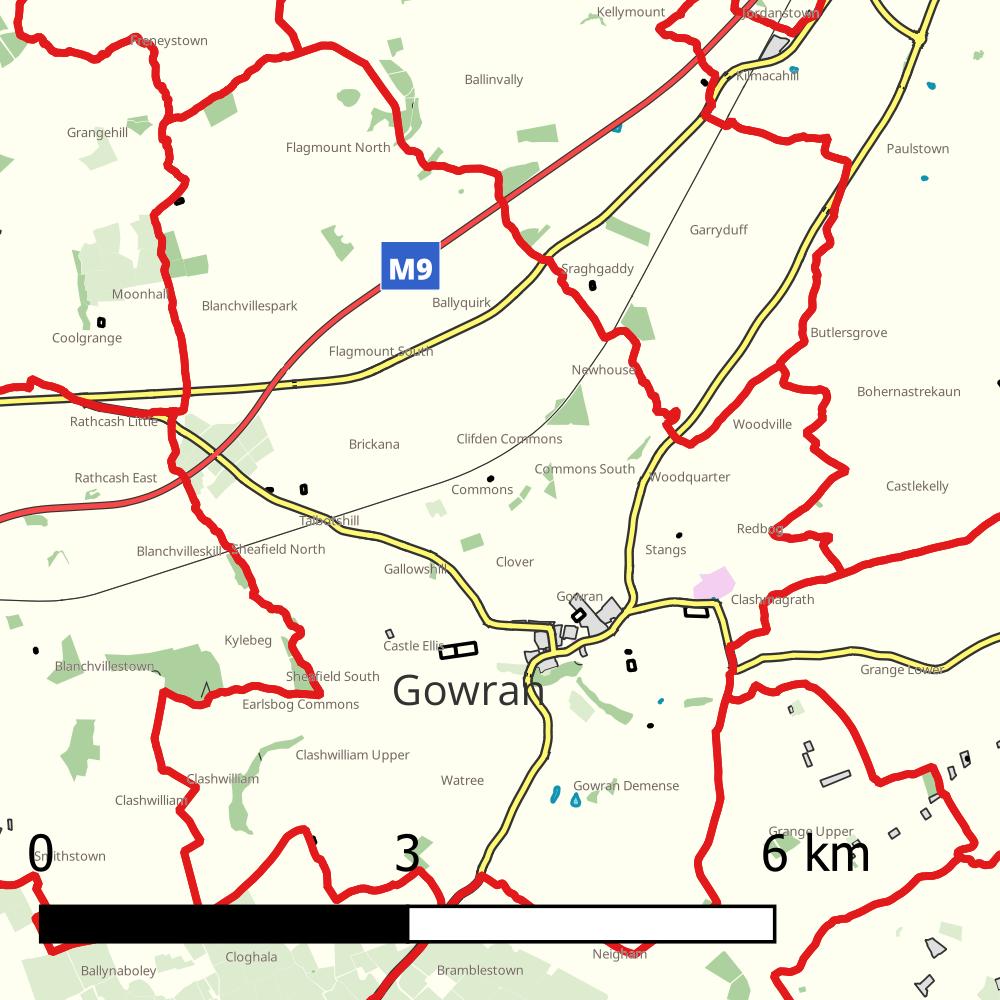 Kellymount
Jordanstown
Freneystown
Ballinvally
Kilmacahill
Grangehill
Flagmount North
Paulstown
Garryduff
M9
Sraghgaddy
Moonhall
Blanchvillespark
Ballyquirk
Coolgrange
Butlersgrove
Flagmount South
Newhouse
Bohernastrekaun
Rathcash Little
Woodville
Brickana
Clifden Commons
Commons South
Rathcash East
Woodquarter
Commons
Castlekelly
Talbotshill
Redbog
Blanchvilleskill
Sheafield North
Stangs
Clover
Gallowshill
Gowran
Clashmagrath
Kylebeg
Castle Ellis
Blanchvillestown
Grange Lower
Sheafield South
Gowran
Earlsbog Commons
Clashwilliam Upper
Clashwilliam
Watree
Gowran Demense
Clashwilliam
Grange Upper
Smithstown
0 3 6 km
Neigham
Cloghala
Ballynaboley
Bramblestown